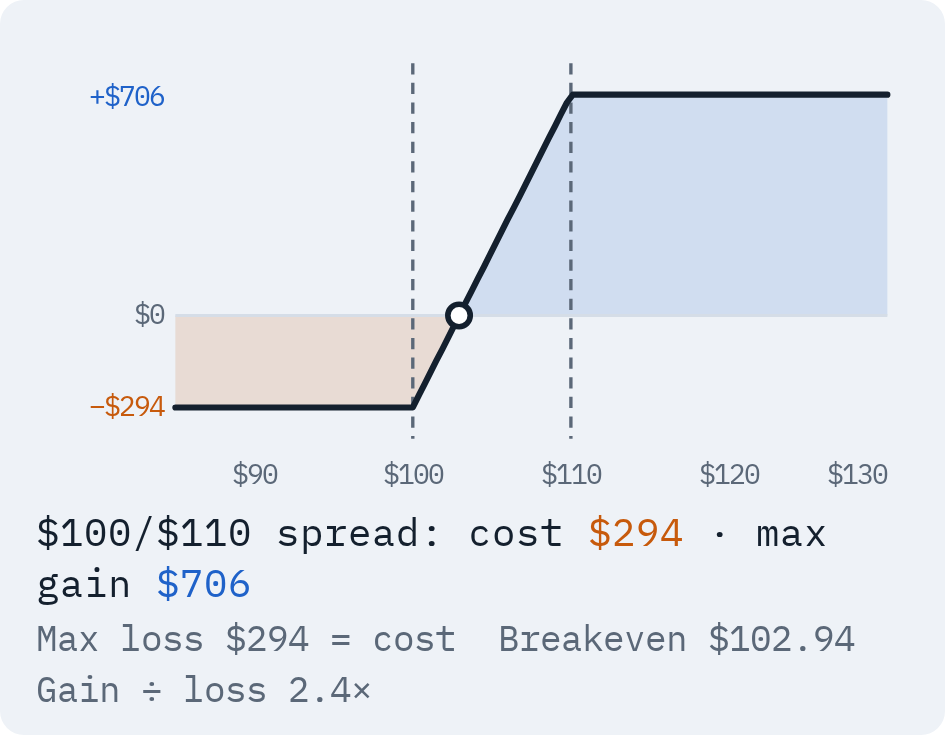 +$706
$0
−$294
$90 $100 $110 $120 $130
$100/$110 spread: cost $294 · max
gain $706
Max loss $294 = cost  Breakeven $102.94
Gain ÷ loss 2.4×